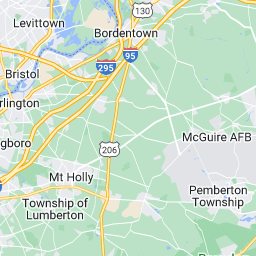 Levittown
130
Bordentown
95
Bristol
295
rlington
McGuire AFB
gboro
206
Mt Holly
Pemberton
Township
Township of
Lumberton